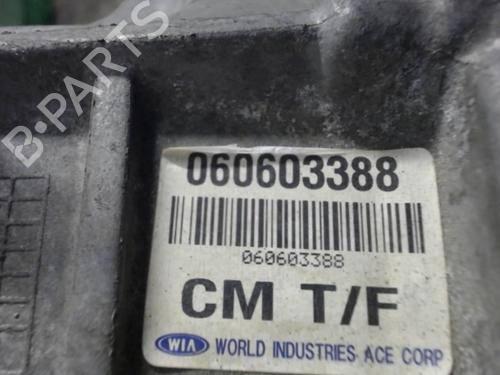 B-PARTS
060603388
060603388
CM T/F
WIA WORLD INDUSTRIES ACE CORP